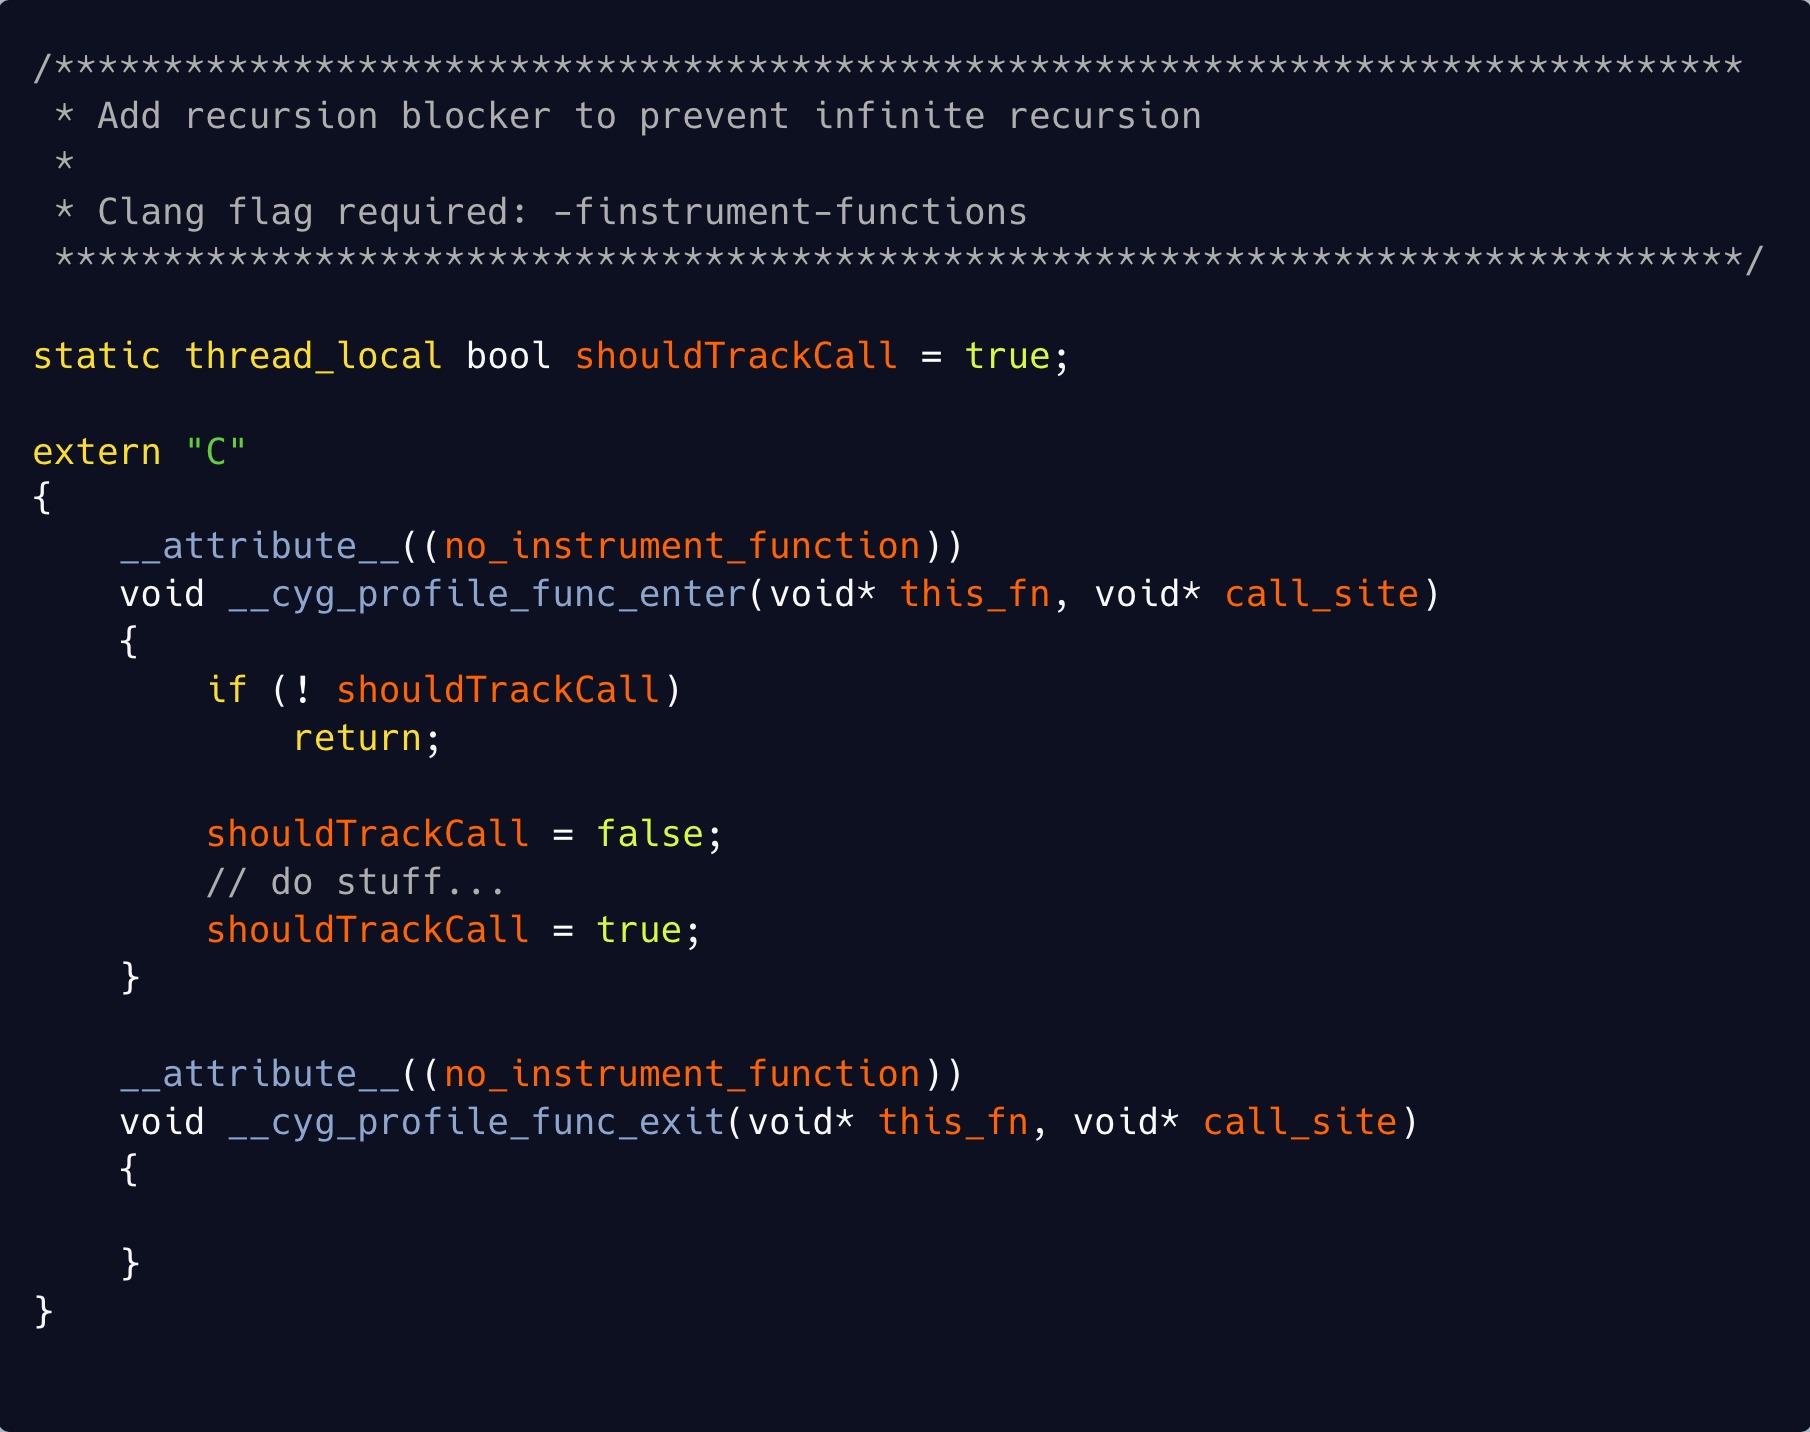 /******************************************************************************
 * Add recursion blocker to prevent infinite recursion
 *
 * Clang flag required: -finstrument-functions
 ******************************************************************************/
static thread_local bool shouldTrackCall = true;
extern "C"
{
    __attribute__((no_instrument_function))
    void __cyg_profile_func_enter(void* this_fn, void* call_site)
    {
        if (! shouldTrackCall)
            return;
        shouldTrackCall = false;
        // do stuff...
        shouldTrackCall = true;
    }
    __attribute__((no_instrument_function))
    void __cyg_profile_func_exit(void* this_fn, void* call_site)
    {
    }
}